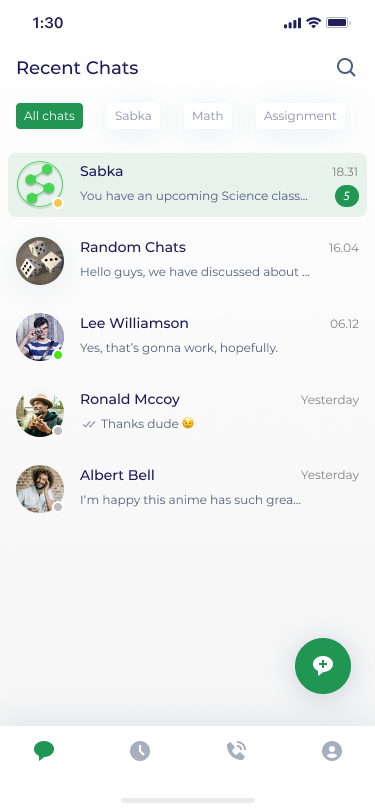 1:30
Recent Chats
All chats
Sabka
Math
Assignment
Sabka
18.31
You have an upcoming Science class...
5
Random Chats
16.04
Hello guys, we have discussed about ...
Lee Williamson
06.12
Yes, that's gonna work, hopefully.
Ronald Mccoy
Yesterday
Thanks dude 😉
Albert Bell
Yesterday
I'm happy this anime has such grea...